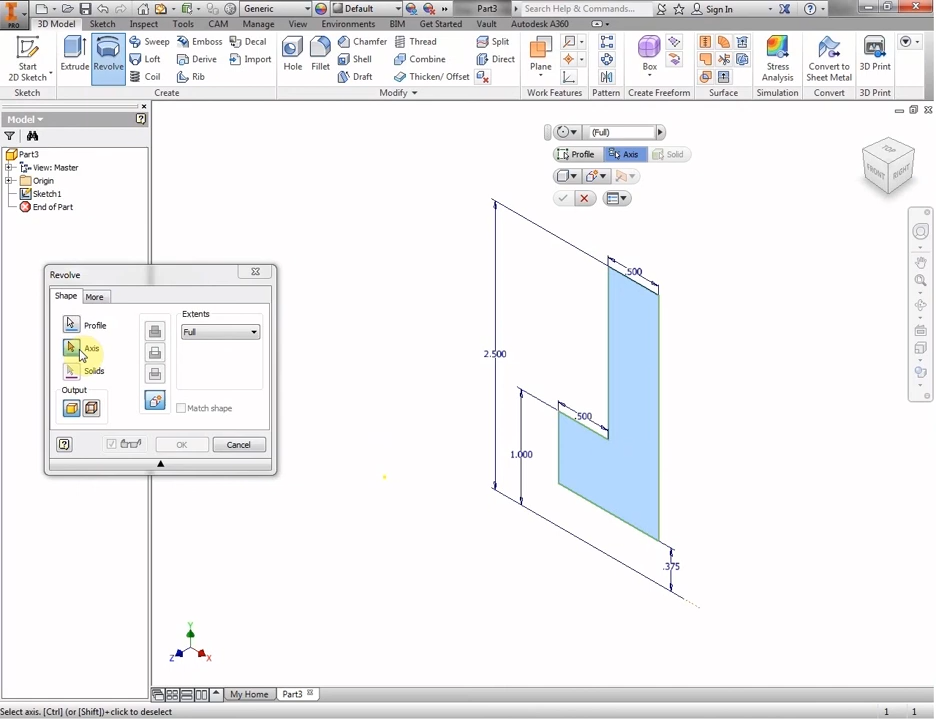 Generic
Default
Part3
Search Help & Commands...
Sign In
PRO
3D Model
Sketch
Inspect
Tools
CAM
Manage
View
Environments
BIM
Get Started
Vault
Autodesk A360
Start
2D Sketch
Extrude
Revolve
Sweep
Emboss
Decal
Loft
Derive
Import
Coil
Rib
Hole
Fillet
Chamfer
Thread
Split
Shell
Combine
Direct
Draft
Thicken/ Offset
Plane
Box
Stress
Analysis
Convert to
Sheet Metal
3D Print
Sketch
Create
Modify
Work Features
Pattern
Create Freeform
Surface
Simulation
Convert
3D Print
Model
Part3
View: Master
Origin
Sketch1
End of Part
(Full)
Profile
Axis
Solid
TOP
FRONT
RIGHT
Revolve
Shape
More
Profile
Axis
Solids
Output
Extents
Full
Match shape
OK
Cancel
.500
2.500
.500
1.000
.375
Y
Z
X
My Home
Part3
Select axis. [Ctrl] (or [Shift])+click to deselect
1
1